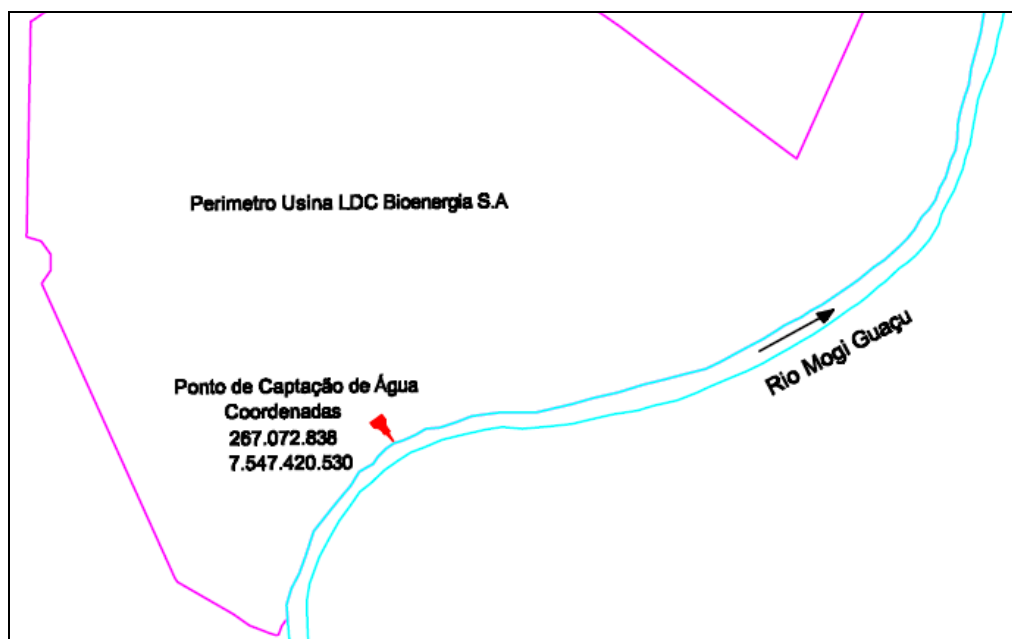 Perimetro Usina LDC Bioenergia S.A
Rio Mogi Guaçu
Ponto de Captação de Água
Coordenadas
267.072.838
7.547.420.530